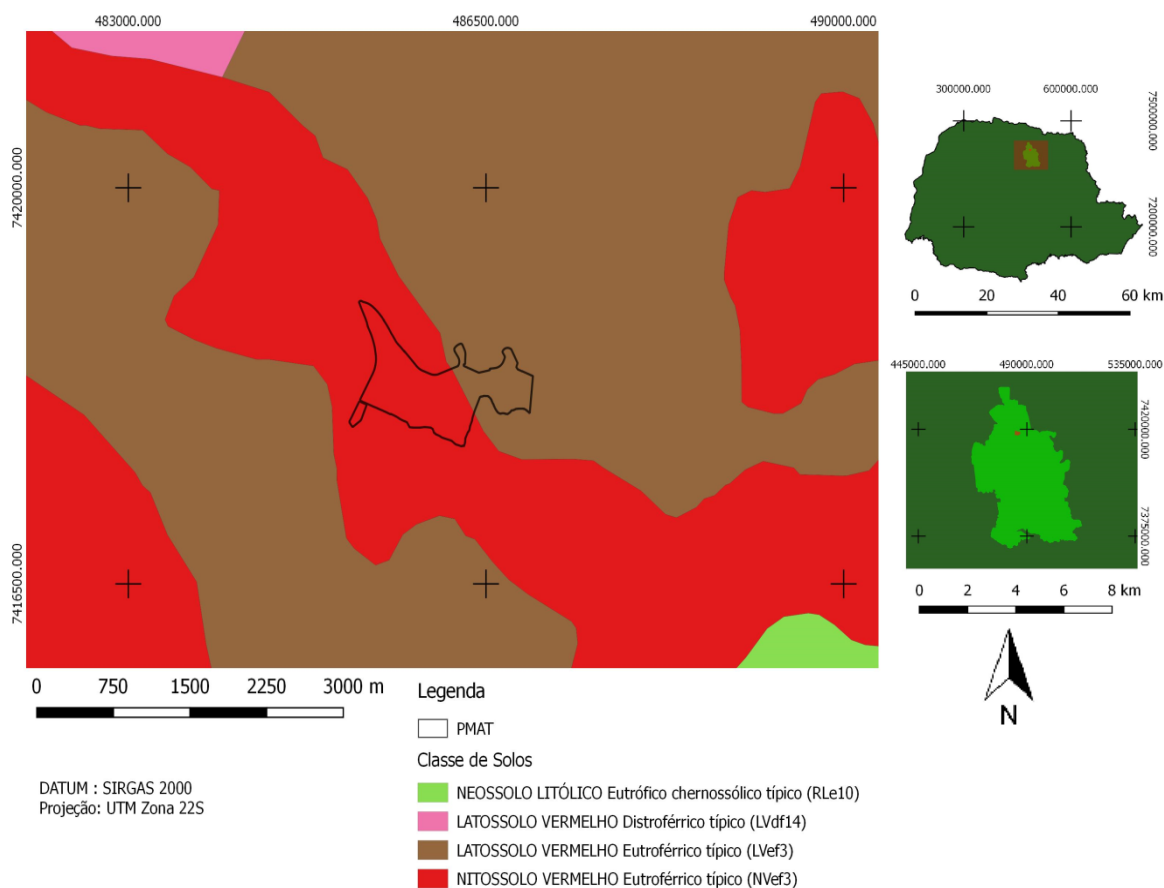 483000.000 486500.000 490000.000
7420000.000
7416500.000
300000.000 600000.000
7500000.000
7200000.000
0 20 40 60 km
445000.000 490000.000 535000.000
7420000.000
7375000.000
0 2 4 6 8 km
N
0 750 1500 2250 3000 m
DATUM : SIRGAS 2000
Projeção: UTM Zona 22S
Legenda
PMAT
Classe de Solos
NEOSSOLO LITÓLICO Eutrófico chernossólico típico (RLe10)
LATOSSOLO VERMELHO Distroférrico típico (LVdf14)
LATOSSOLO VERMELHO Eutroférrico típico (LVef3)
NITOSSOLO VERMELHO Eutroférrico típico (NVef3)